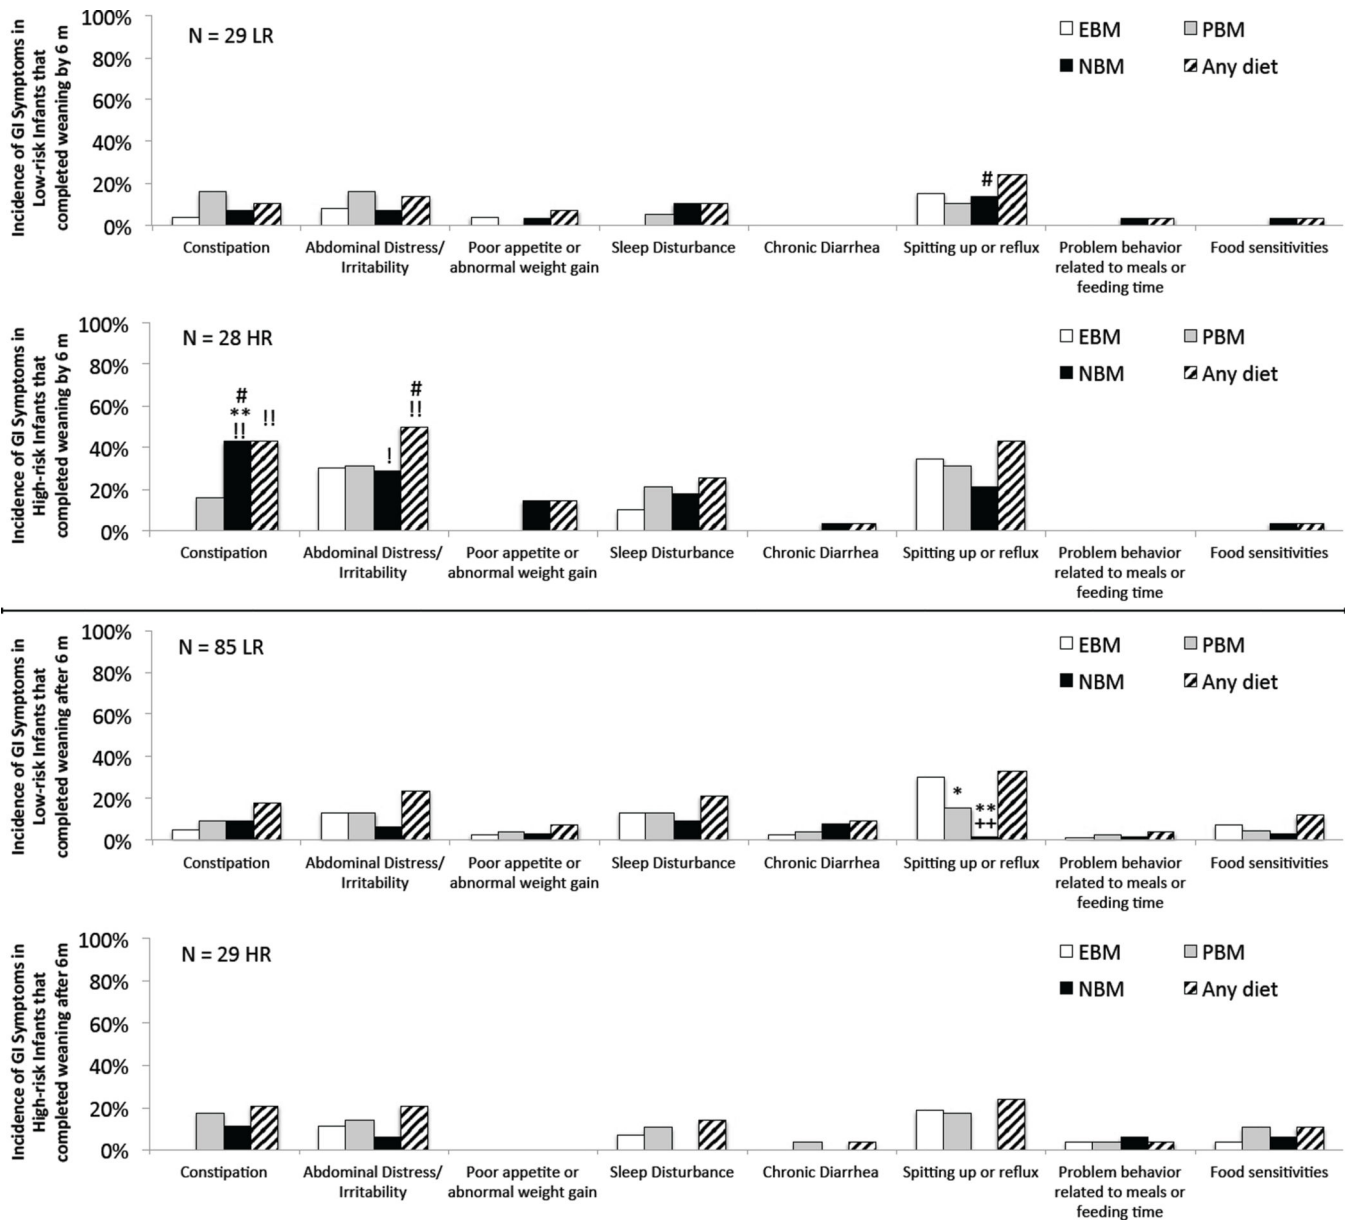 Incidence of GI Symptoms in
Low-risk Infants that
completed weaning by 6 m
100%
80%
60%
40%
20%
0%
N = 29 LR
EBM
PBM
NBM
Any diet
#
Constipation
Abdominal Distress/
Irritability
Poor appetite or
abnormal weight gain
Sleep Disturbance
Chronic Diarrhea
Spitting up or reflux
Problem behavior
related to meals or
feeding time
Food sensitivities
Incidence of GI Symptoms in
High-risk Infants that
completed weaning by 6 m
100%
80%
60%
40%
20%
0%
N = 28 HR
EBM
PBM
NBM
Any diet
#
**
!!
!!
!
#
!!
Constipation
Abdominal Distress/
Irritability
Poor appetite or
abnormal weight gain
Sleep Disturbance
Chronic Diarrhea
Spitting up or reflux
Problem behavior
related to meals or
feeding time
Food sensitivities
Incidence of GI Symptoms in
Low-risk Infants that
completed weaning after 6 m
100%
80%
60%
40%
20%
0%
N = 85 LR
EBM
PBM
NBM
Any diet
*
**
++
Constipation
Abdominal Distress/
Irritability
Poor appetite or
abnormal weight gain
Sleep Disturbance
Chronic Diarrhea
Spitting up or reflux
Problem behavior
related to meals or
feeding time
Food sensitivities
Incidence of GI Symptoms in
High-risk Infants that
completed weaning after 6m
100%
80%
60%
40%
20%
0%
N = 29 HR
EBM
PBM
NBM
Any diet
Constipation
Abdominal Distress/
Irritability
Poor appetite or
abnormal weight gain
Sleep Disturbance
Chronic Diarrhea
Spitting up or reflux
Problem behavior
related to meals or
feeding time
Food sensitivities